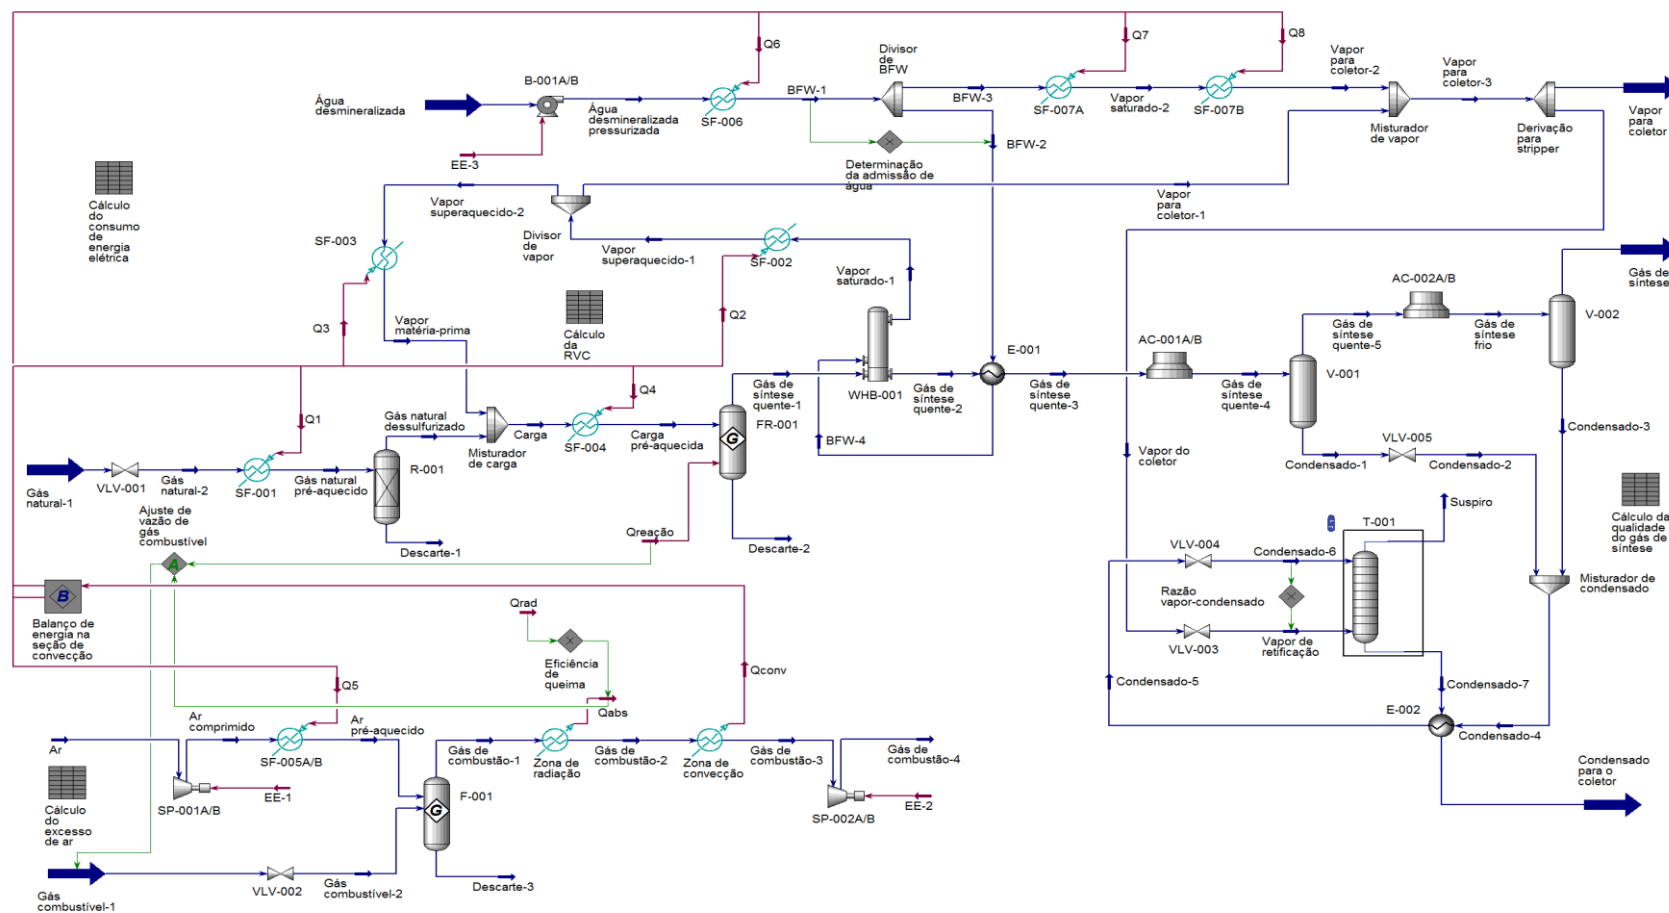 Q6
Q7
Q8
Água
desmineralizada
B-001A/B
Água
desmineralizada
pressurizada
EE-3
SF-006
BFW-1
Divisor
de
BFW
BFW-3
SF-007A
Vapor
saturado-2
SF-007B
Vapor
para
coletor-2
Vapor
para
coletor-3
Misturador
de vapor
Derivação
para
stripper
Vapor
para
coletor
BFW-2
Determinação
da admissão de
água
Cálculo
do
consumo
de
energia
elétrica
Vapor
superaquecido-2
Vapor
para
coletor-1
SF-003
Divisor
de vapor
Vapor
superaquecido-1
SF-002
Vapor
saturado-1
Q3
Vapor
matéria-prima
Cálculo
da
RVC
Q2
WHB-001
E-001
AC-001A/B
AC-002A/B
Gás de
síntese
Gás de
síntese
quente-5
Gás de
síntese
frio
V-002
V-001
Q1
Q4
Gás natural
dessulfurizado
Gás de
síntese
quente-1
Gás de
síntese
quente-2
Gás de
síntese
quente-3
Gás de
síntese
quente-4
FR-001
G
Carga
SF-004
Carga
pré-aquecida
Misturador
de carga
BFW-4
Condensado-3
VLV-005
Condensado-1
Condensado-2
Vapor do
coletor
Gás
natural-1
VLV-001
Gás
natural-2
SF-001
Gás natural
pré-aquecido
R-001
Descarte-1
Ajuste de
vazão de
gás
combustível
A
Qreação
Descarte-2
Suspiro
T-001
Cálculo da
qualidade
do gás de
síntese
VLV-004
Condensado-6
Razão
vapor-condensado
VLV-003
Vapor de
retificação
Misturador de
condensado
B
Balanço de
energia na
seção de
convecção
Qrad
Eficiência
de
queima
Qabs
Qconv
Q5
Condensado-5
Condensado-7
E-002
Condensado-4
Condensado
para o
coletor
Ar
Ar
comprimido
SF-005A/B
Ar
pré-aquecido
Cálculo
do
excesso
de ar
SP-001A/B
EE-1
F-001
G
Gás de
combustão-1
Zona de
radiação
Gás de
combustão-2
Zona de
convecção
Gás de
combustão-3
Gás de
combustão-4
SP-002A/B
EE-2
Gás
combustível-1
VLV-002
Gás
combustível-2
Descarte-3